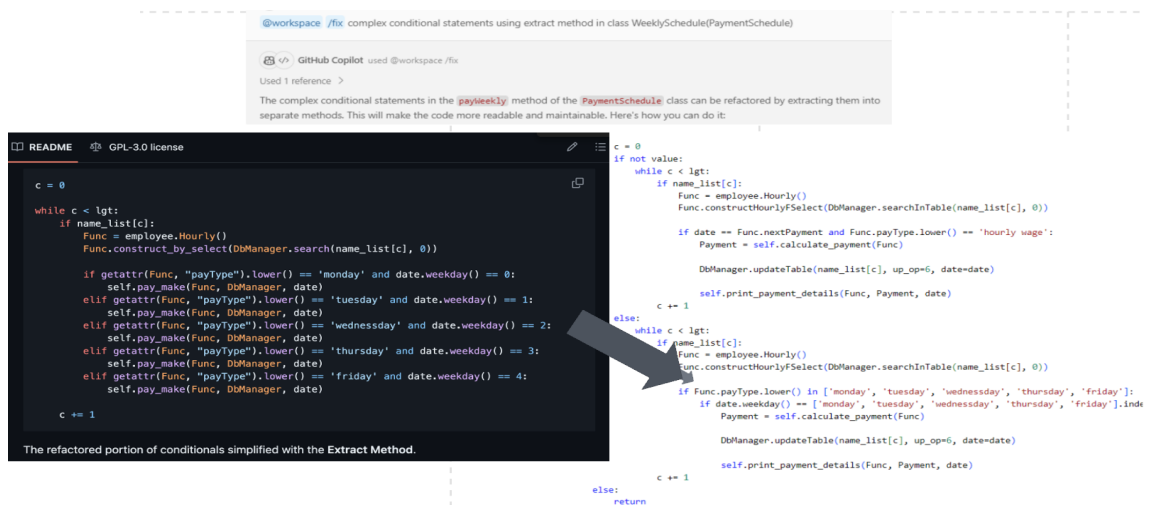 @workspace /fix complex conditional statements using extract method in class WeeklySchedule(PaymentSchedule)
GitHub Copilot used @workspace /fix
Used 1 reference >
The complex conditional statements in the payWeekly method of the PaymentSchedule class can be refactored by extracting them into
separate methods. This will make the code more readable and maintainable. Here's how you can do it:
README GPL-3.0 license
c = 0
while c < lgt:
if name_list[c]:
Func = employee.Hourly()
Func.construct_by_select(DbManager.search(name_list[c], 0))
if getattr(Func, "payType").lower() == 'monday' and date.weekday() == 0:
self.pay_make(Func, DbManager, date)
elif getattr(Func, "payType").lower() == 'tuesday' and date.weekday() == 1:
self.pay_make(Func, DbManager, date)
elif getattr(Func, "payType").lower() == 'wednessday' and date.weekday() == 2:
self.pay_make(Func, DbManager, date)
elif getattr(Func, "payType").lower() == 'thursday' and date.weekday() == 3:
self.pay_make(Func, DbManager, date)
elif getattr(Func, "payType").lower() == 'friday' and date.weekday() == 4:
self.pay_make(Func, DbManager, date)
c += 1
The refactored portion of conditionals simplified with the Extract Method.
c = 0
if not value:
while c < lgt:
if name_list[c]:
Func = employee.Hourly()
Func.constructHourlyFSelect(DbManager.searchInTable(name_list[c], 0))
if date == Func.nextPayment and Func.payType.lower() == 'hourly wage':
Payment = self.calculate_payment(Func)
DbManager.updateTable(name_list[c], up_op=6, date=date)
self.print_payment_details(Func, Payment, date)
c += 1
else:
while c < lgt:
if name_list[c]:
Func = employee.Hourly()
Func.constructHourlyFSelect(DbManager.searchInTable(name_list[c], 0))
if Func.payType.lower() in ['monday', 'tuesday', 'wednesday', 'thursday', 'friday']:
if date.weekday() == ['monday', 'tuesday', 'wednesday', 'thursday', 'friday'].inde
Payment = self.calculate_payment(Func)
DbManager.updateTable(name_list[c], up_op=6, date=date)
self.print_payment_details(Func, Payment, date)
c += 1
else:
return